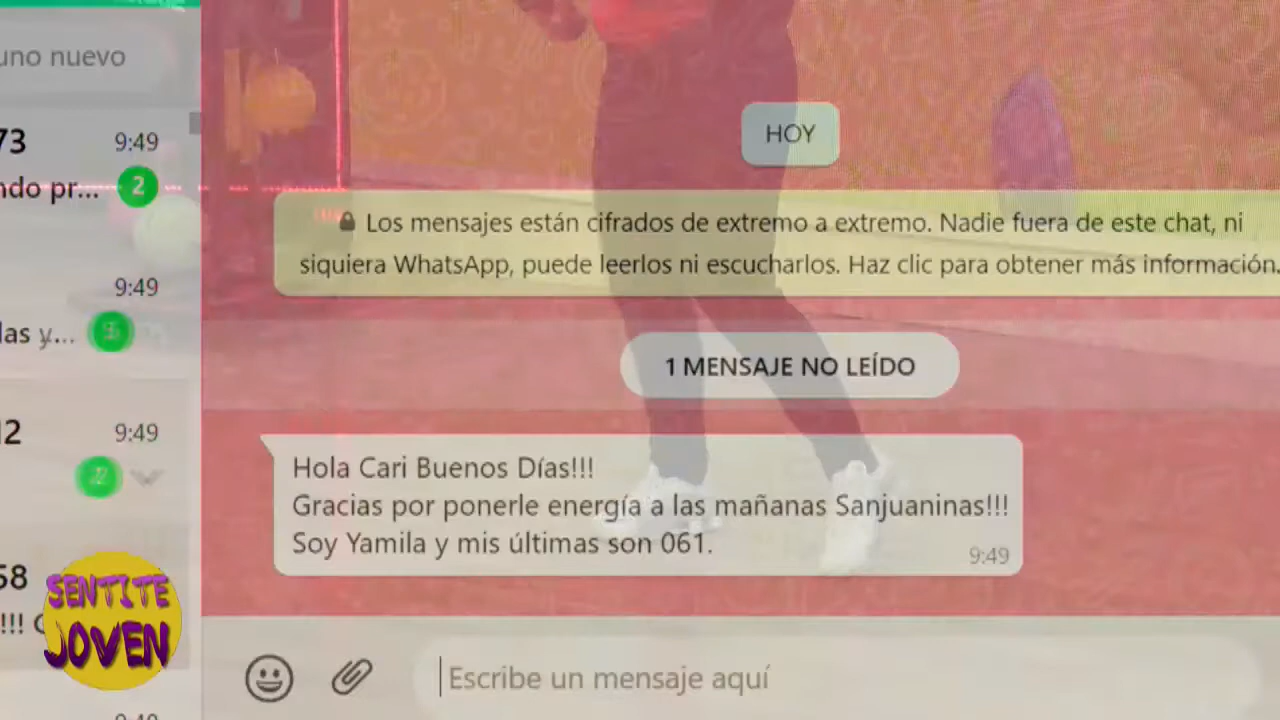 uno nuevo
73
9:49
ndo pr...
2
9:49
las y...
12
9:49
58
!!!
SENTITE
JOVEN
HOY
Los mensajes están cifrados de extremo a extremo. Nadie fuera de este chat, ni
siquiera WhatsApp, puede leerlos ni escucharlos. Haz clic para obtener más información.
1 MENSAJE NO LEÍDO
Hola Cari Buenos Días!!!
Gracias por ponerle energía a las mañanas Sanjuaninas!!!
Soy Yamila y mis últimas son 061.
9:49
Escribe un mensaje aquí